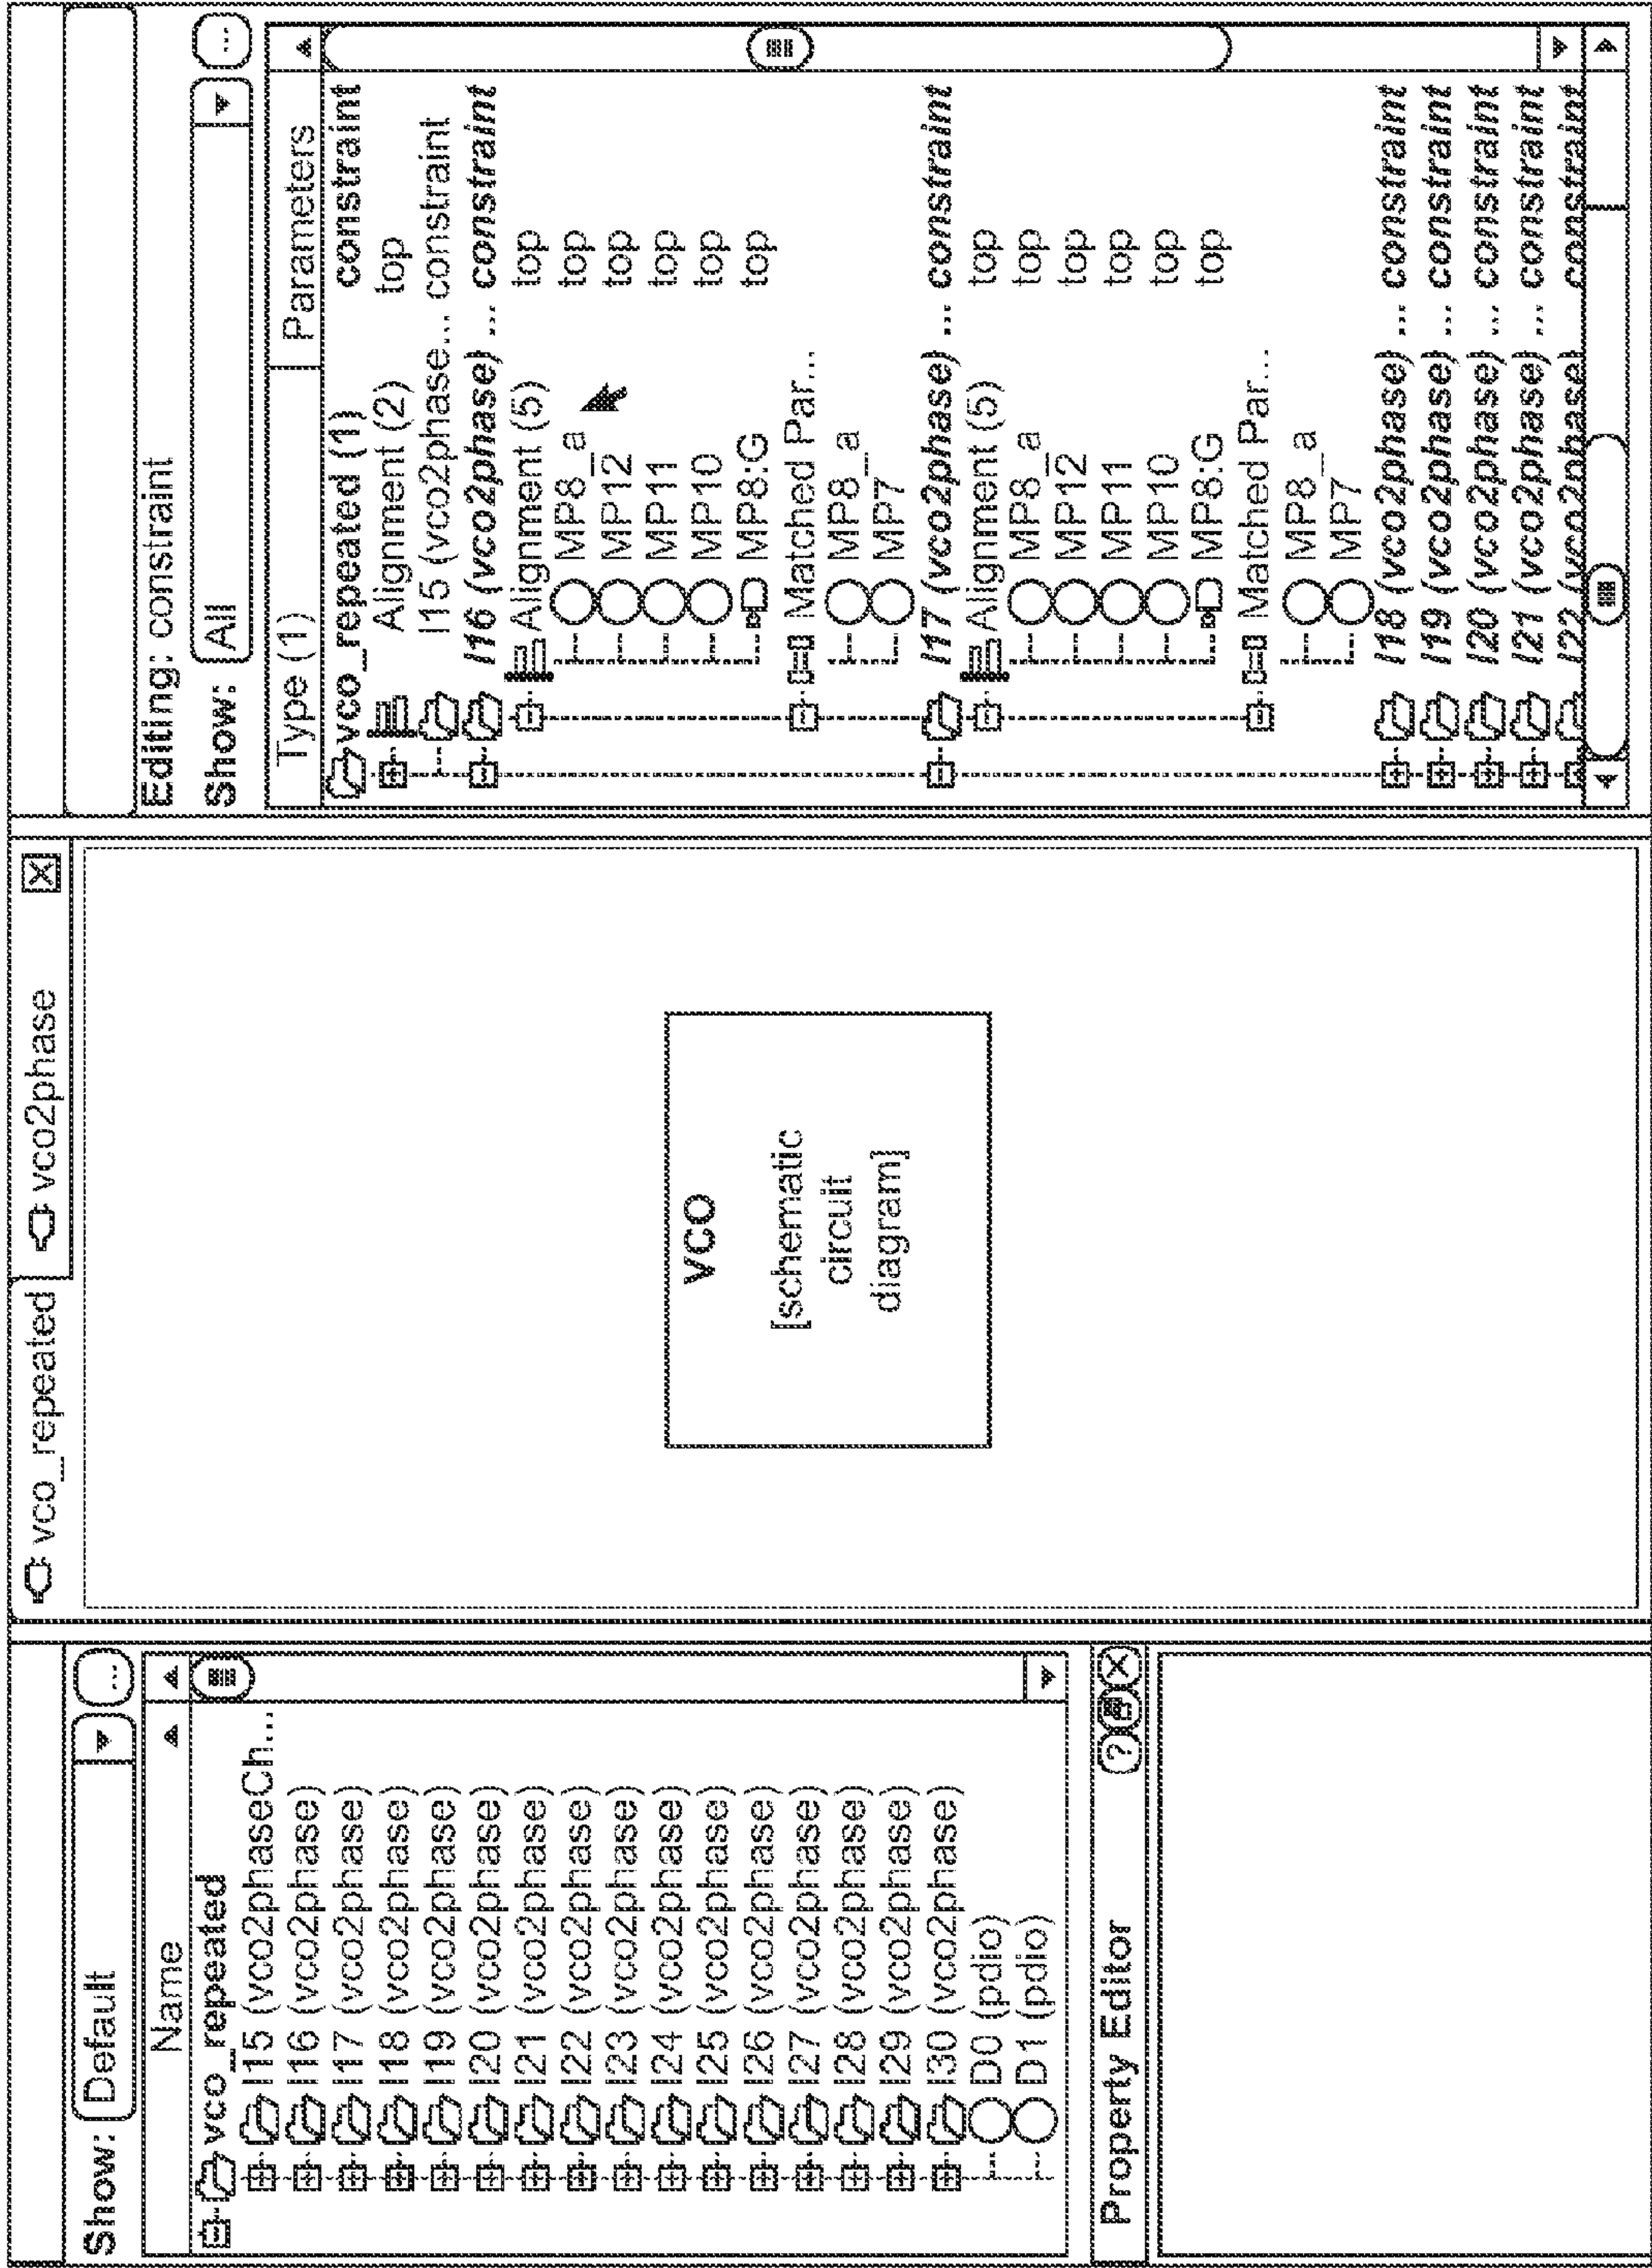 Show: Default ...
Name
vco_repeated
I15 (vco2phaseCh...
I16 (vco2phase)
I17 (vco2phase)
I18 (vco2phase)
I19 (vco2phase)
I20 (vco2phase)
I21 (vco2phase)
I22 (vco2phase)
I23 (vco2phase)
I24 (vco2phase)
I25 (vco2phase)
I26 (vco2phase)
I27 (vco2phase)
I28 (vco2phase)
I29 (vco2phase)
I30 (vco2phase)
D0 (pdio)
D1 (pdio)
Property Editor ? X
vco_repeated vco2phase X
vco
[schematic
circuit
diagram]
Editing: constraint
Show: All ...
Type (1) Parameters
vco_repeated (1) constraint
Alignment (2) top
I15 (vco2phase... constraint
I16 (vco2phase) ... constraint
Alignment (5) top
MP8_a top
MP12 top
MP11 top
MP10 top
MP8:G top
Matched Par...
MP8_a
MP7
I17 (vco2phase) ... constraint
Alignment (5) top
MP8_a top
MP12 top
MP11 top
MP10 top
MP8:G top
Matched Par...
MP8_a
MP7
I18 (vco2phase) ... constraint
I19 (vco2phase) ... constraint
I20 (vco2phase) ... constraint
I21 (vco2phase) ... constraint
I22 (vco2phase) constraint